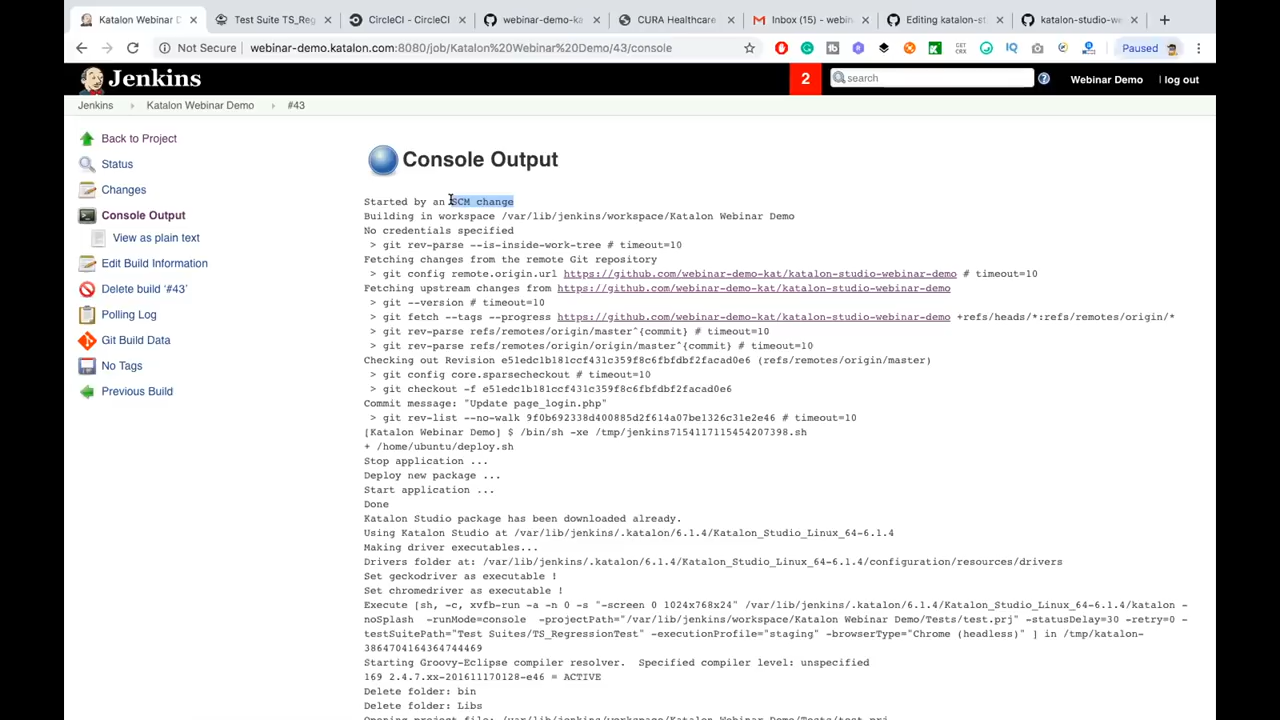 Katalon Webinar D
Test Suite TS_Reg
CircleCI - CircleCI
webinar-demo-ka
CURA Healthcare
Inbox (15) - webin
Editing katalon-st
katalon-studio-we
Not Secure
webinar-demo.katalon.com:8080/job/Katalon%20Webinar%20Demo/43/console
GET CRX
IQ
Paused
Jenkins
2
search
Webinar Demo
log out
Jenkins
Katalon Webinar Demo
#43
Back to Project
Status
Changes
Console Output
View as plain text
Edit Build Information
Delete build '#43'
Polling Log
Git Build Data
No Tags
Previous Build
Console Output
Started by an SCM change
Building in workspace /var/lib/jenkins/workspace/Katalon Webinar Demo
No credentials specified
> git rev-parse --is-inside-work-tree # timeout=10
Fetching changes from the remote Git repository
> git config remote.origin.url https://github.com/webinar-demo-kat/katalon-studio-webinar-demo # timeout=10
Fetching upstream changes from https://github.com/webinar-demo-kat/katalon-studio-webinar-demo
> git --version # timeout=10
> git fetch --tags --progress https://github.com/webinar-demo-kat/katalon-studio-webinar-demo +refs/heads/*:refs/remotes/origin/*
> git rev-parse refs/remotes/origin/master^{commit} # timeout=10
> git rev-parse refs/remotes/origin/origin/master^{commit} # timeout=10
Checking out Revision e51edc1b181ccf431c359f8c6fbfdbf2facad0e6 (refs/remotes/origin/master)
> git config core.sparsecheckout # timeout=10
> git checkout -f e51edc1b181ccf431c359f8c6fbfdbf2facad0e6
Commit message: "Update page_login.php"
> git rev-list --no-walk 9f0b692338d400885d2f614a07be1326c31e2e46 # timeout=10
[Katalon Webinar Demo] $ /bin/sh -xe /tmp/jenkins7154117115454207398.sh
+ /home/ubuntu/deploy.sh
Stop application ...
Deploy new package ...
Start application ...
Done
Katalon Studio package has been downloaded already.
Using Katalon Studio at /var/lib/jenkins/.katalon/6.1.4/Katalon_Studio_Linux_64-6.1.4
Making driver executables...
Drivers folder at: /var/lib/jenkins/.katalon/6.1.4/Katalon_Studio_Linux_64-6.1.4/configuration/resources/drivers
Set geckodriver as executable !
Set chromedriver as executable !
Execute [sh, -c, xvfb-run -a -n 0 -s "-screen 0 1024x768x24" /var/lib/jenkins/.katalon/6.1.4/Katalon_Studio_Linux_64-6.1.4/katalon -
noSplash  -runMode=console  -projectPath="/var/lib/jenkins/workspace/Katalon Webinar Demo/Tests/test.prj" -statusDelay=30 -retry=0 -
testSuitePath="Test Suites/TS_RegressionTest" -executionProfile="staging" -browserType="Chrome (headless)" ] in /tmp/katalon-
3864704164364744469
Starting Groovy-Eclipse compiler resolver.  Specified compiler level: unspecified
169 2.4.7.xx-201611170128-e46 = ACTIVE
Delete folder: bin
Delete folder: Libs
Opening project file: /var/lib/jenkins/workspace/Katalon Webinar Demo/Tests/test.prj